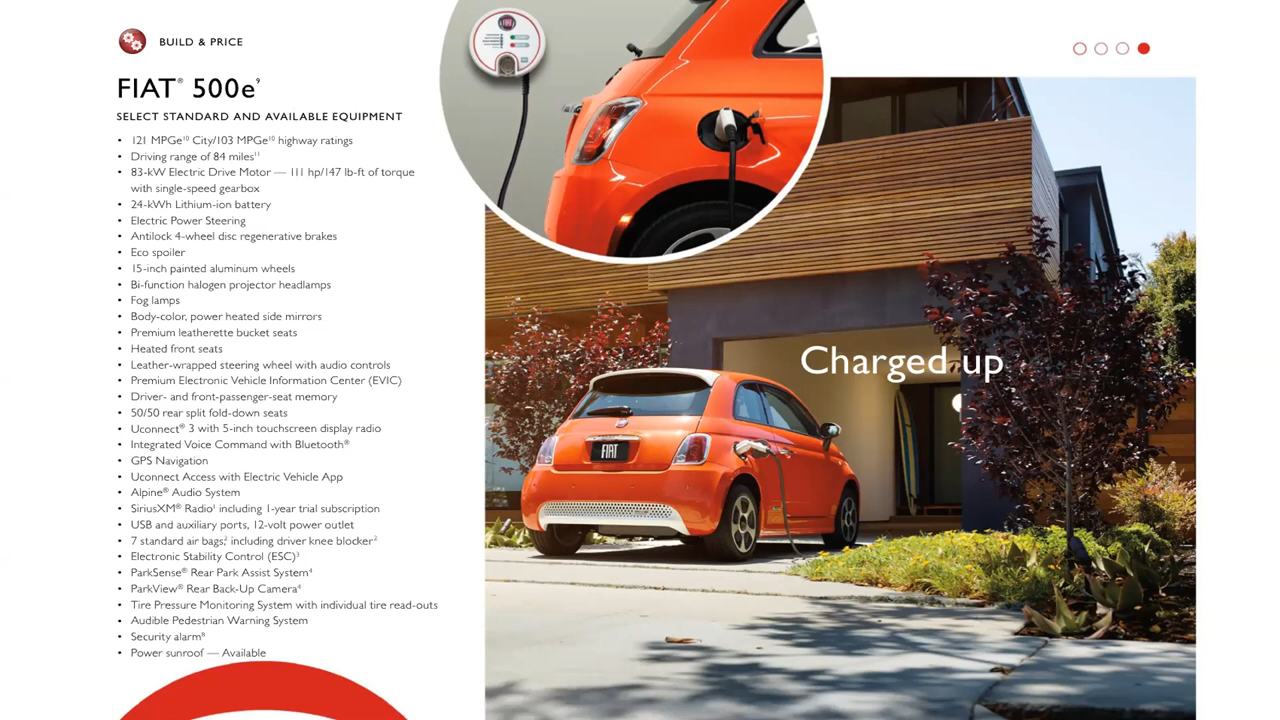 BUILD & PRICE
FIAT® 500e⁹
SELECT STANDARD AND AVAILABLE EQUIPMENT
• 121 MPGe¹⁰ City/103 MPGe¹⁰ highway ratings
• Driving range of 84 miles¹¹
• 83-kW Electric Drive Motor — 111 hp/147 lb-ft of torque
with single-speed gearbox
• 24-kWh Lithium-ion battery
• Electric Power Steering
• Antilock 4-wheel disc regenerative brakes
• Eco spoiler
• 15-inch painted aluminum wheels
• Bi-function halogen projector headlamps
• Fog lamps
• Body-color, power heated side mirrors
• Premium leatherette bucket seats
• Heated front seats
• Leather-wrapped steering wheel with audio controls
• Premium Electronic Vehicle Information Center (EVIC)
• Driver- and front-passenger-seat memory
• 50/50 rear split fold-down seats
• Uconnect® 3 with 5-inch touchscreen display radio
• Integrated Voice Command with Bluetooth®
• GPS Navigation
• Uconnect Access with Electric Vehicle App
• Alpine® Audio System
• SiriusXM® Radio¹ including 1-year trial subscription
• USB and auxiliary ports, 12-volt power outlet
• 7 standard air bags,² including driver knee blocker²
• Electronic Stability Control (ESC)³
• ParkSense® Rear Park Assist System⁴
• ParkView® Rear Back-Up Camera⁴
• Tire Pressure Monitoring System with individual tire read-outs
• Audible Pedestrian Warning System
• Security alarm⁸
• Power sunroof — Available
FIAT
Charged up
FIAT